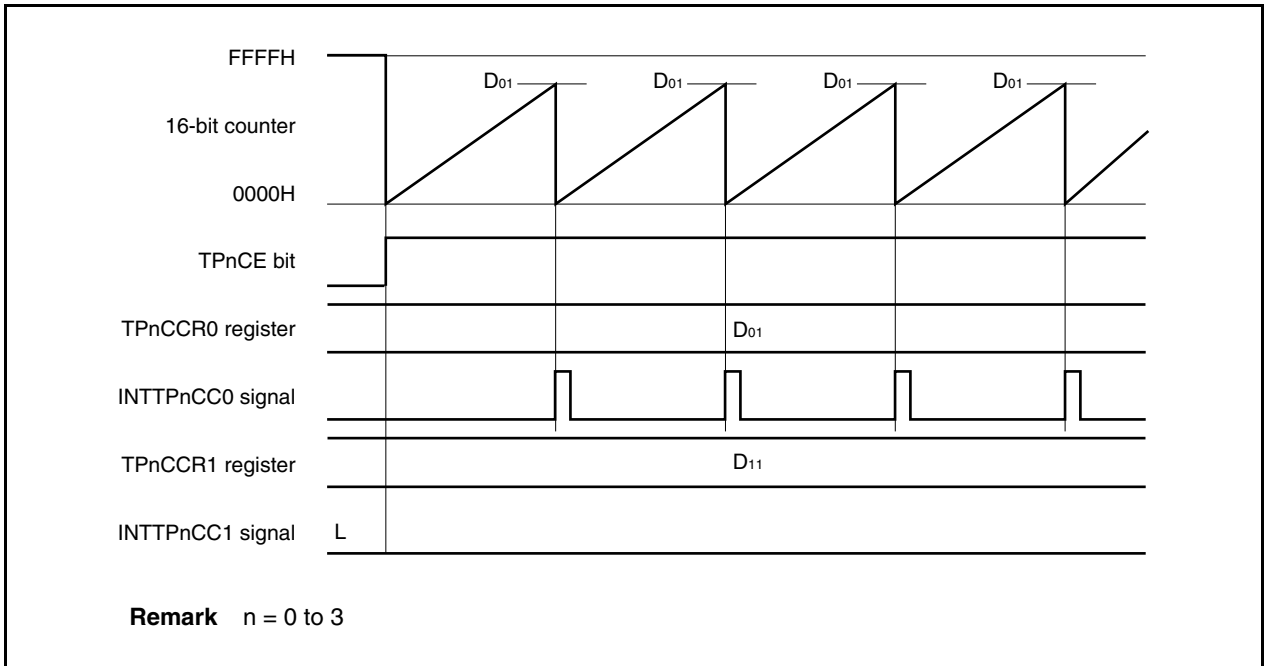 FFFFH
D01 D01 D01 D01
16-bit counter
0000H
TPnCE bit
TPnCCR0 register D01
INTTPnCC0 signal
TPnCCR1 register D11
INTTPnCC1 signal L
Remark n = 0 to 3